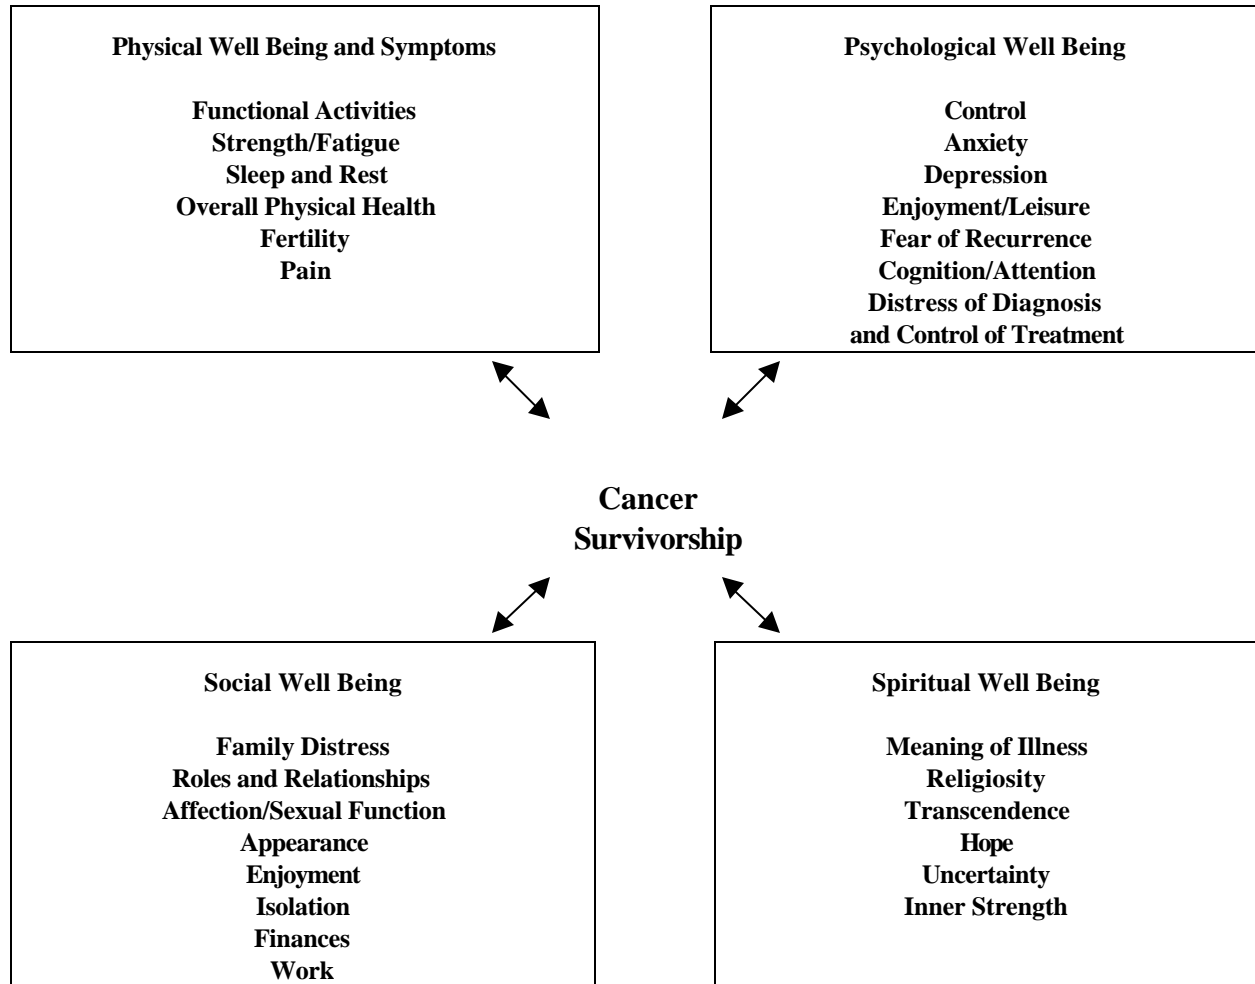 Physical Well Being and Symptoms
Functional Activities
Strength/Fatigue
Sleep and Rest
Overall Physical Health
Fertility
Pain
Psychological Well Being
Control
Anxiety
Depression
Enjoyment/Leisure
Fear of Recurrence
Cognition/Attention
Distress of Diagnosis
and Control of Treatment
Cancer
Survivorship
Social Well Being
Family Distress
Roles and Relationships
Affection/Sexual Function
Appearance
Enjoyment
Isolation
Finances
Work
Spiritual Well Being
Meaning of Illness
Religiosity
Transcendence
Hope
Uncertainty
Inner Strength